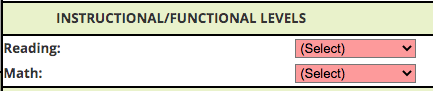 INSTRUCTIONAL/FUNCTIONAL LEVELS
Reading: (Select)
Math: (Select)